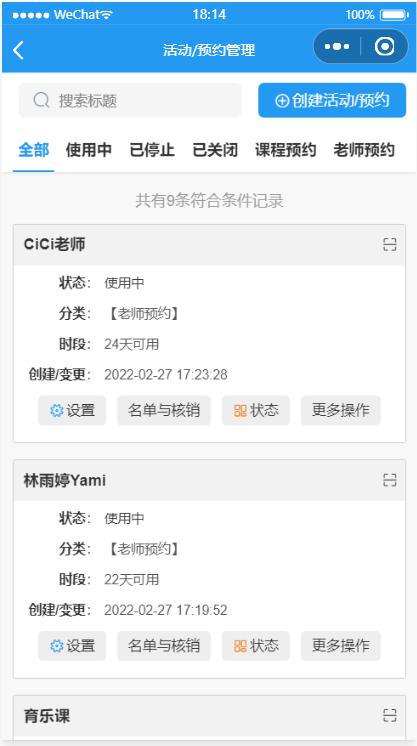 WeChat 18:14 100%
活动/预约管理
搜索标题 创建活动/预约
全部 使用中 已停止 已关闭 课程预约 老师预约
共有9条符合条件记录
CiCi老师
状态： 使用中
分类： 【老师预约】
时段： 24天可用
创建/变更： 2022-02-27 17:23:28
设置 名单与核销 状态 更多操作
林雨婷Yami
状态： 使用中
分类： 【老师预约】
时段： 22天可用
创建/变更： 2022-02-27 17:19:52
设置 名单与核销 状态 更多操作
育乐课